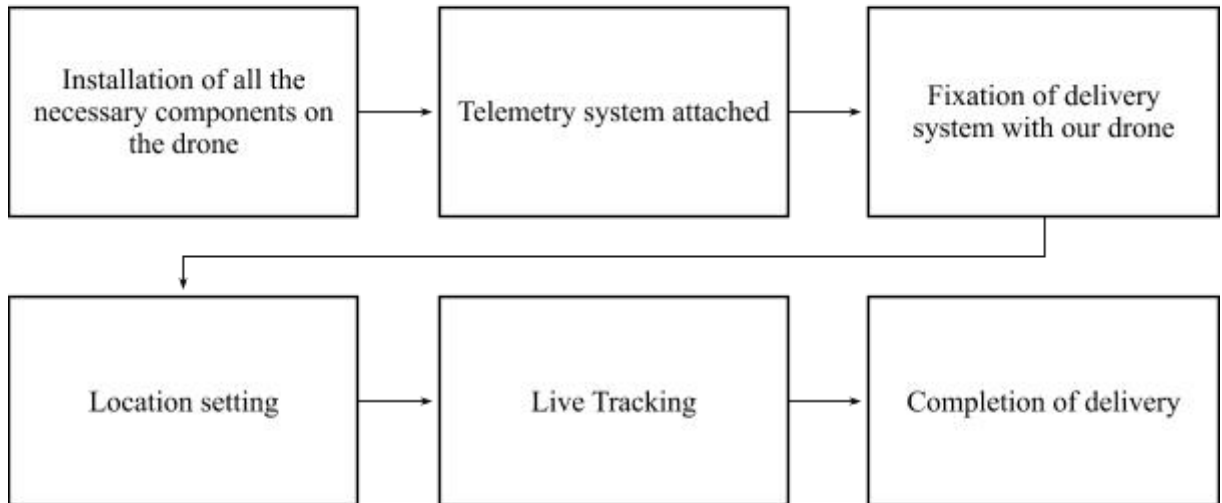 Installation of all the
necessary components on
the drone
Telemetry system attached
Fixation of delivery
system with our drone
Location setting
Live Tracking
Completion of delivery